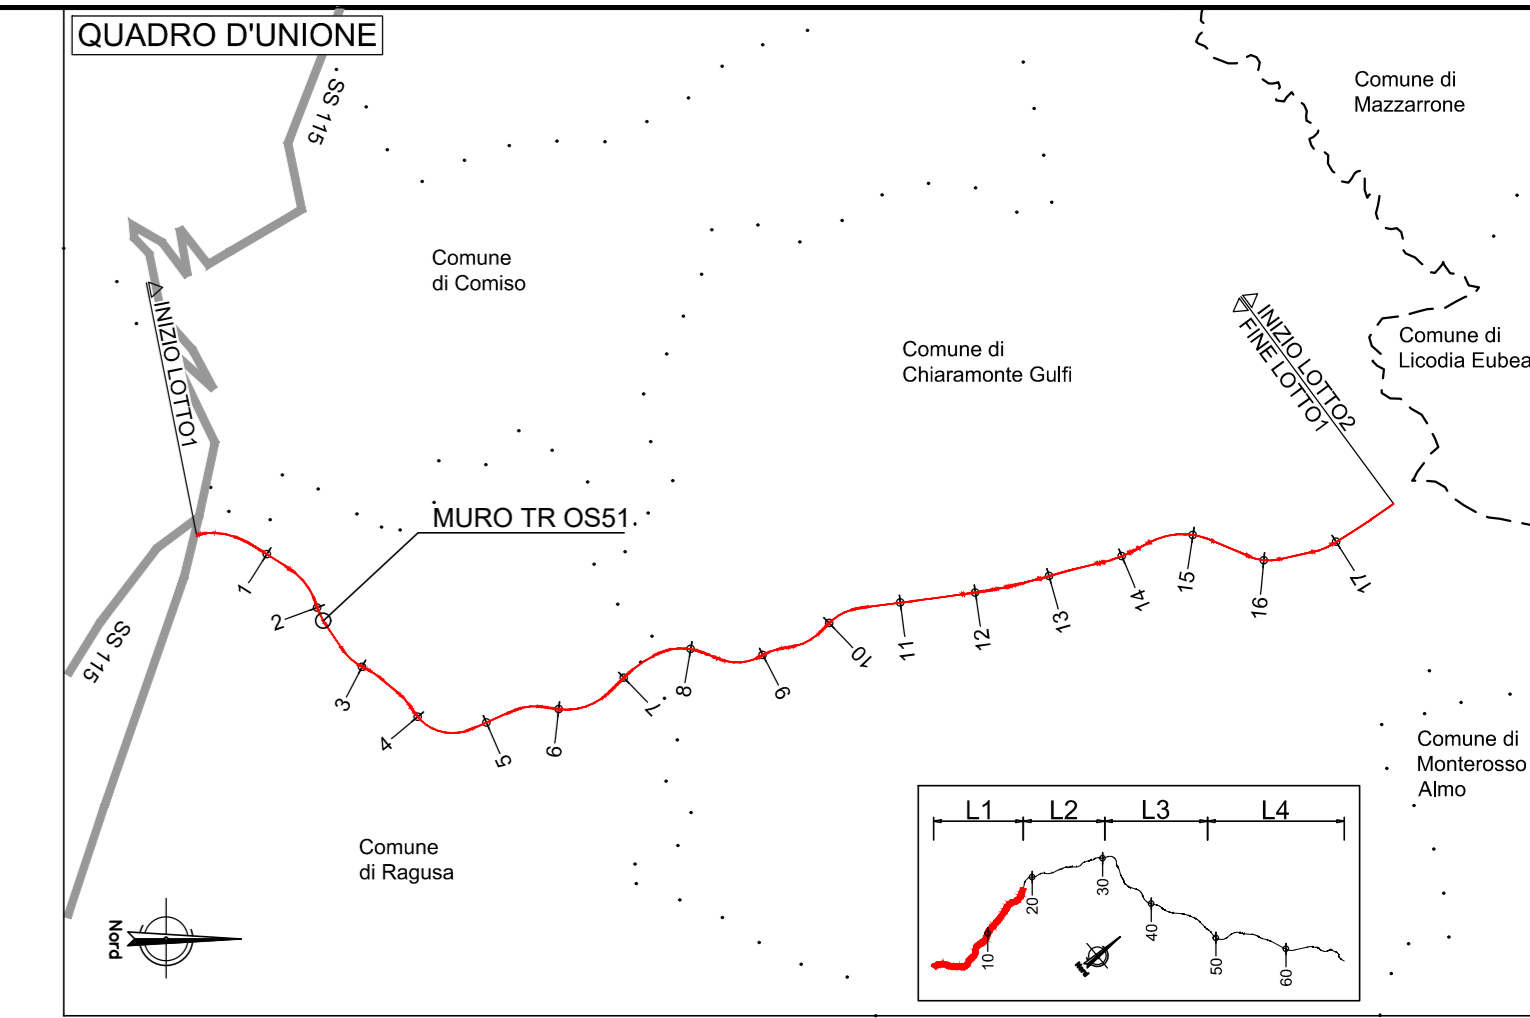 QUADRO D'UNIONE
SS 115
Comune di
Mazzarrone
Comune
di Comiso
INIZIO LOTTO1
Comune di
Chiaramonte Gulfi
INIZIO LOTTO2
FINE LOTTO1
Comune di
Licodia Eubea
MURO TR OS51
1
2
3
4
5
6
7
8
9
10
11
12
13
14
15
16
17
SS 115
Comune di
Monterosso
Almo
Comune
di Ragusa
Nord
L1
L2
L3
L4
10
20
30
40
50
60